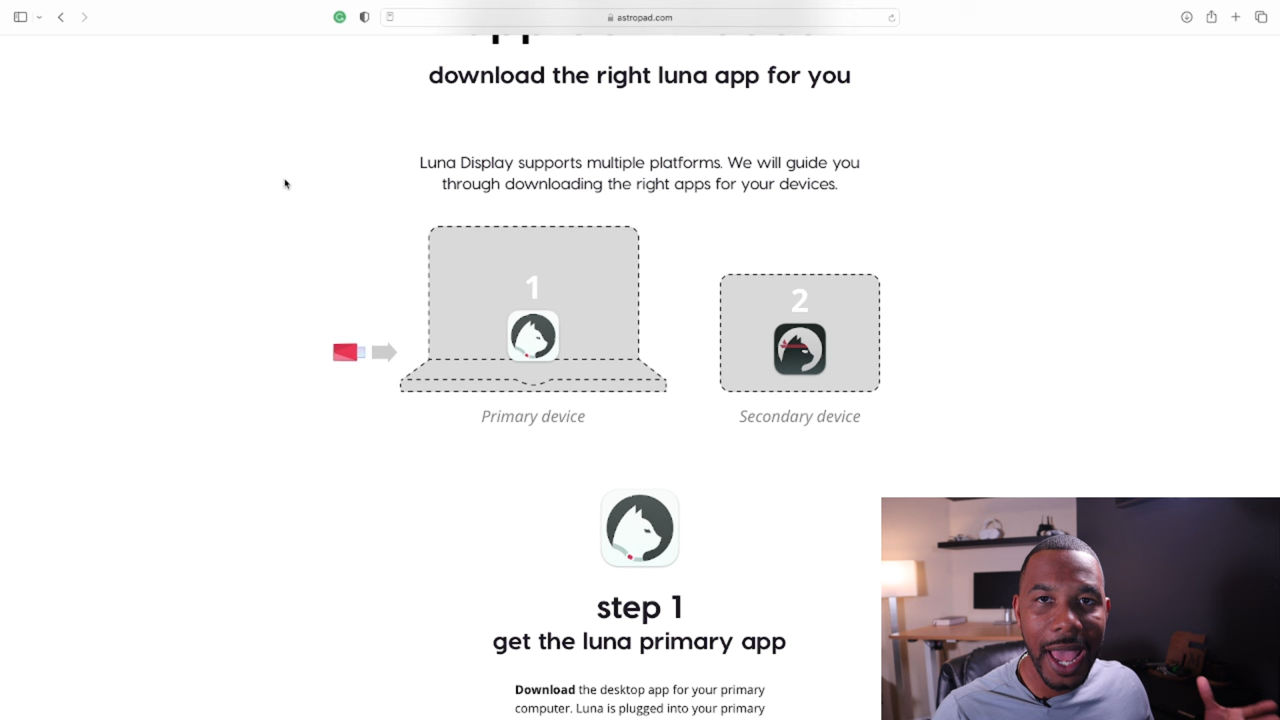 astropad.com
download the right luna app for you
Luna Display supports multiple platforms. We will guide you
through downloading the right apps for your devices.
1
2
Primary device
Secondary device
step 1
get the luna primary app
Download the desktop app for your primary
computer. Luna is plugged into your primary